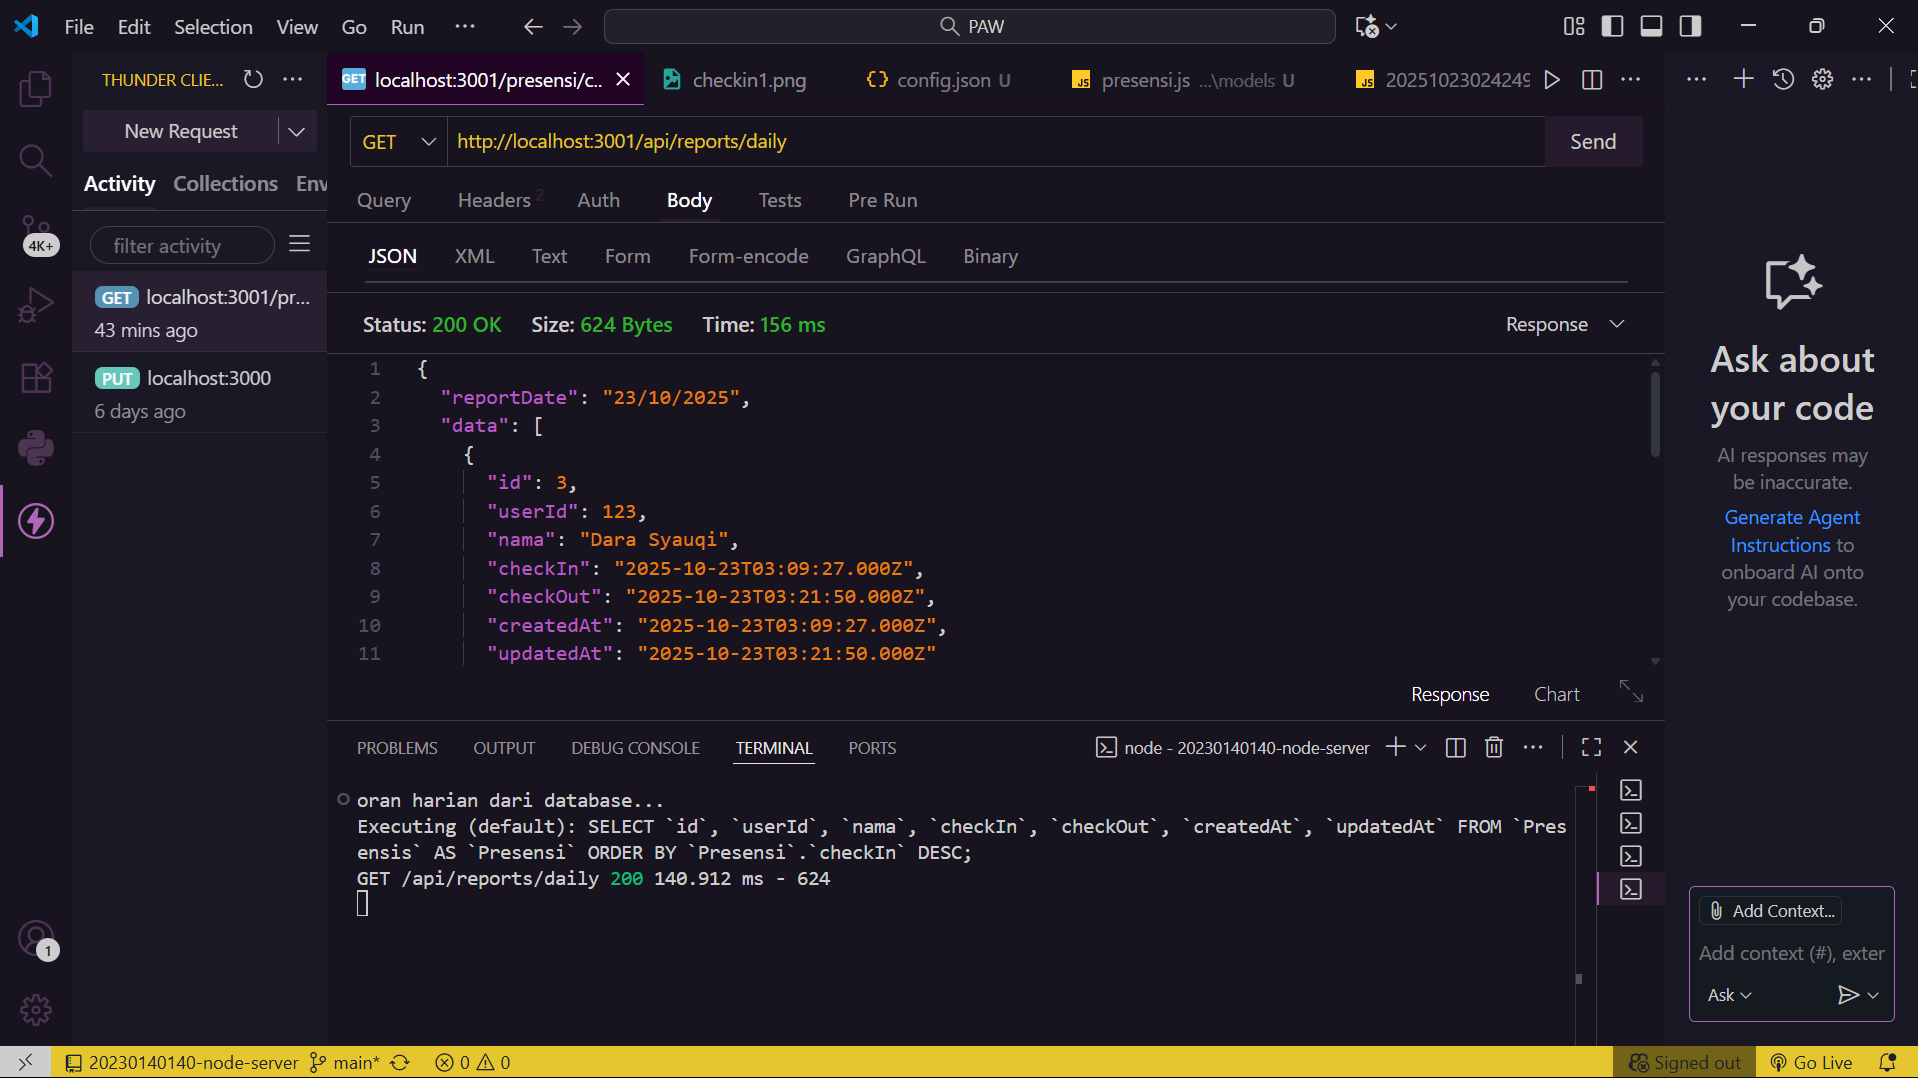 File Edit Selection View Go Run ··· PAW
THUNDER CLIE... ···
GET localhost:3001/presensi/c... checkin1.png {} config.json U JS presensi.js ...\models U JS 20251023024249 ··· ··· ···
New Request
GET http://localhost:3001/api/reports/daily Send
Activity Collections Env
Query Headers 2 Auth Body Tests Pre Run
filter activity
4K+
JSON XML Text Form Form-encode GraphQL Binary
GET localhost:3001/pr...
43 mins ago
PUT localhost:3000
6 days ago
Status: 200 OK Size: 624 Bytes Time: 156 ms Response
1 {
2 "reportDate": "23/10/2025",
3 "data": [
4 {
5 "id": 3,
6 "userId": 123,
7 "nama": "Dara Syauqi",
8 "checkIn": "2025-10-23T03:09:27.000Z",
9 "checkOut": "2025-10-23T03:21:50.000Z",
10 "createdAt": "2025-10-23T03:09:27.000Z",
11 "updatedAt": "2025-10-23T03:21:50.000Z"
Response Chart
PROBLEMS OUTPUT DEBUG CONSOLE TERMINAL PORTS node - 20230140140-node-server ···
oran harian dari database...
Executing (default): SELECT `id`, `userId`, `nama`, `checkIn`, `checkOut`, `createdAt`, `updatedAt` FROM `Pres
ensis` AS `Presensi` ORDER BY `Presensi`.`checkIn` DESC;
GET /api/reports/daily 200 140.912 ms - 624
Ask about
your code
AI responses may
be inaccurate.
Generate Agent
Instructions to
onboard AI onto
your codebase.
Add Context...
Add context (#), exter
Ask
1
20230140140-node-server main* 0 0 Signed out Go Live